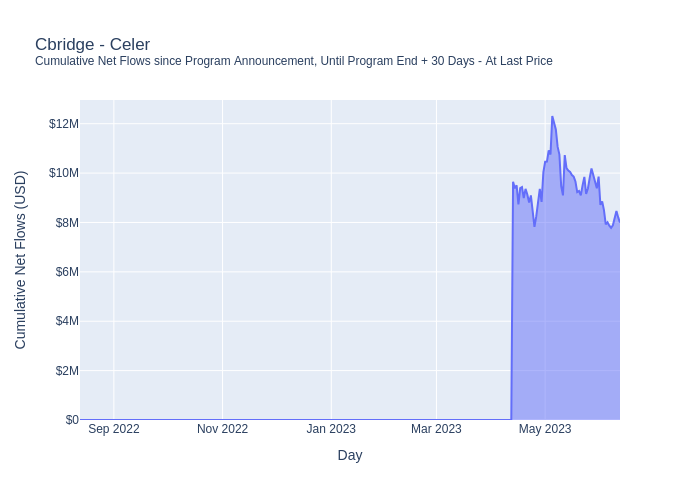 Cbridge - Celer
Cumulative Net Flows since Program Announcement, Until Program End + 30 Days - At Last Price
Cumulative Net Flows (USD)
$12M
$10M
$8M
$6M
$4M
$2M
$0
Sep 2022
Nov 2022
Jan 2023
Mar 2023
May 2023
Day